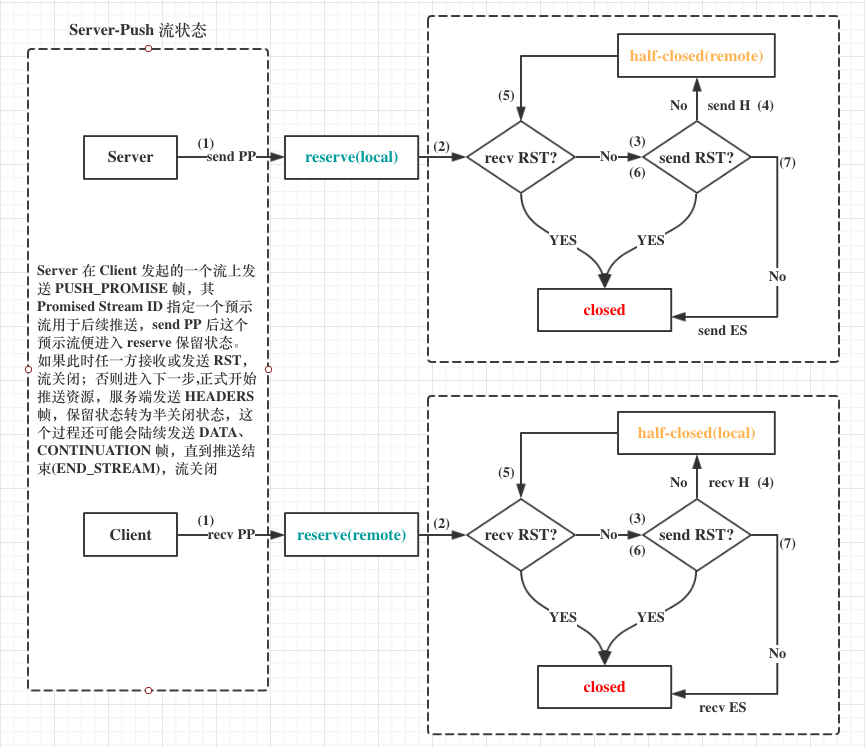 Server-Push 流状态
Server
(1)
send PP
reserve(local)
(2)
recv RST?
No
(3)
(6)
send RST?
No
send H (4)
half-closed(remote)
(5)
(7)
YES
YES
No
closed
send ES
Server 在 Client 发起的一个流上发
送 PUSH_PROMISE 帧，其
Promised Stream ID 指定一个预示
流用于后续推送，send PP 后这个
预示流便进入 reserve 保留状态。
如果此时任一方接收或发送 RST，
流关闭；否则进入下一步,正式开始
推送资源，服务端发送 HEADERS
帧，保留状态转为半关闭状态，这
个过程还可能会陆续发送 DATA、
CONTINUATION 帧，直到推送结
束(END_STREAM)，流关闭
Client
(1)
recv PP
reserve(remote)
(2)
recv RST?
No
(3)
(6)
send RST?
No
recv H (4)
half-closed(local)
(5)
(7)
YES
YES
No
closed
recv ES